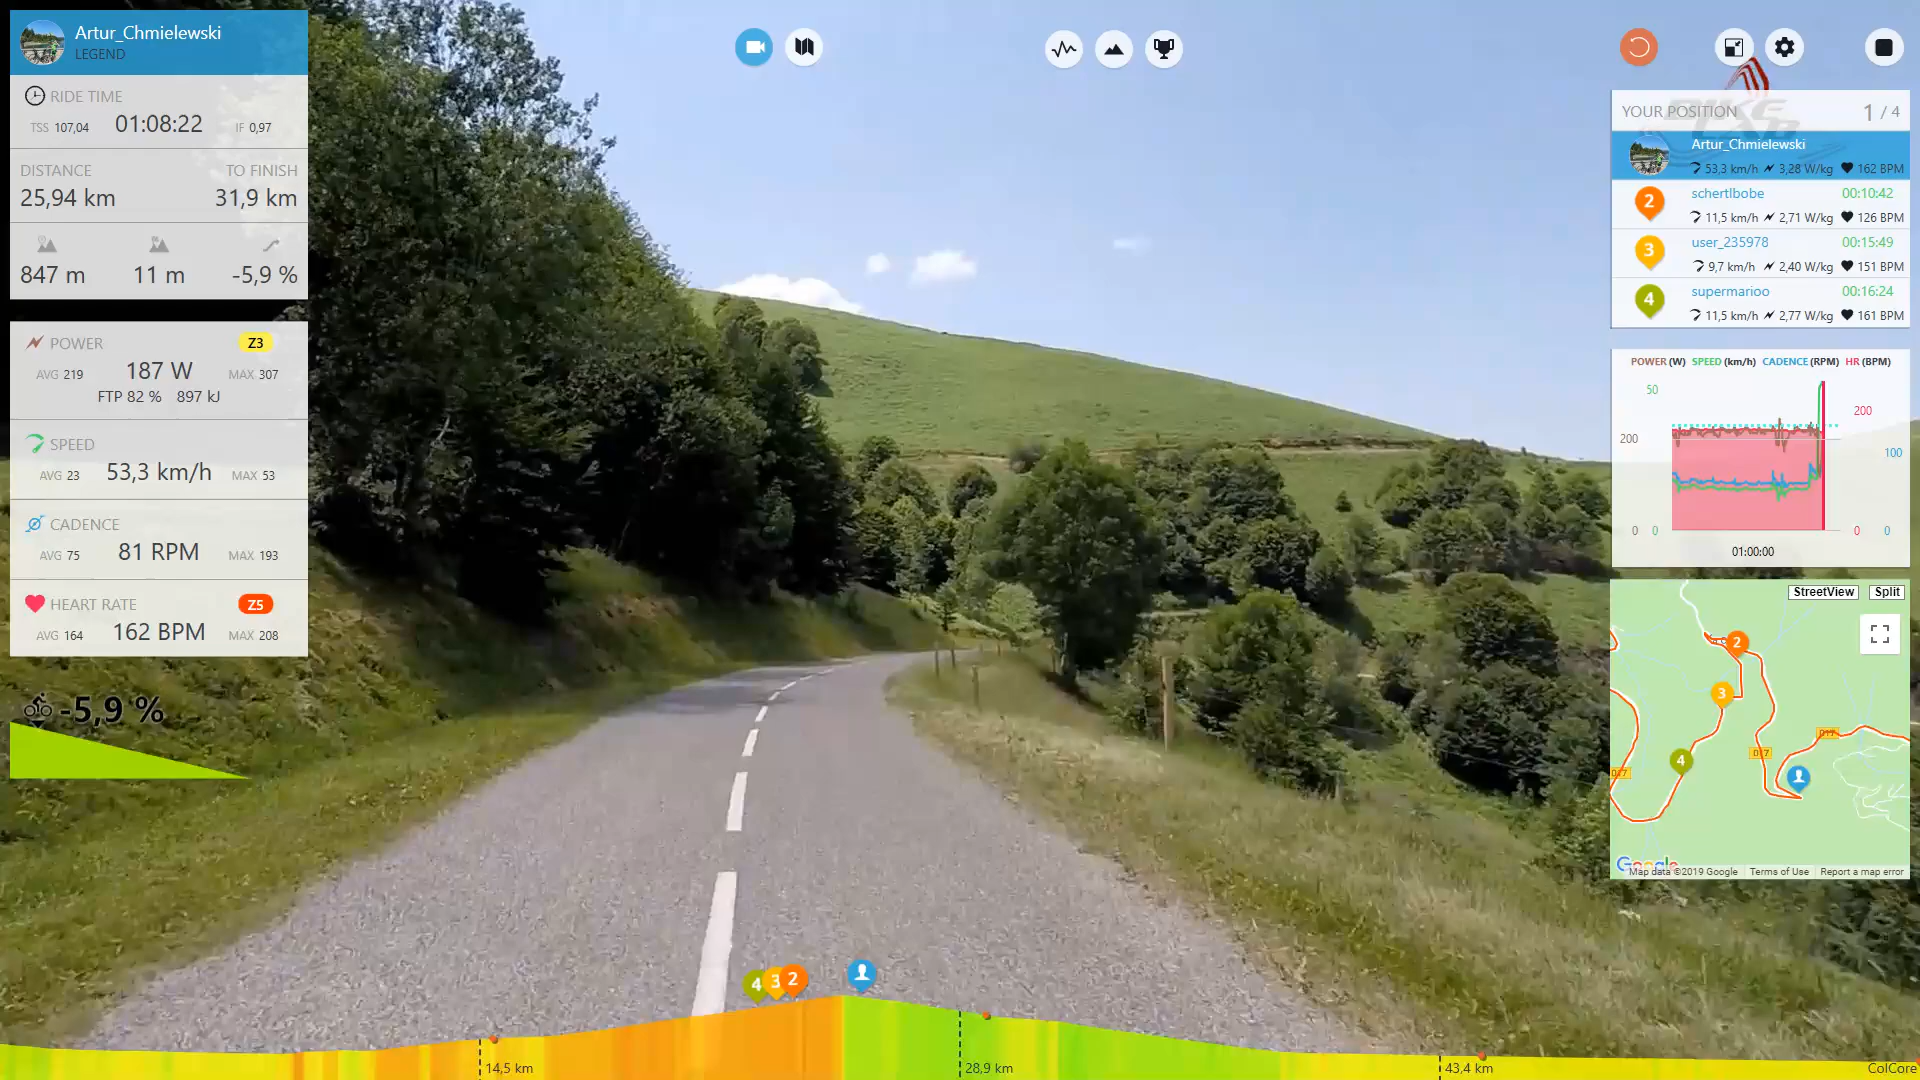 Artur_Chmielewski
LEGEND
RIDE TIME
TSS 107,04 01:08:22 IF 0,97
DISTANCE TO FINISH
25,94 km 31,9 km
847 m 11 m -5,9 %
POWER Z3
AVG 219 187 W MAX 307
FTP 82 % 897 kJ
SPEED
AVG 23 53,3 km/h MAX 53
CADENCE
AVG 75 81 RPM MAX 193
HEART RATE Z5
AVG 164 162 BPM MAX 208
-5,9 %
YOUR POSITION 1 / 4
Artur_Chmielewski
53,3 km/h 3,28 W/kg 162 BPM
2 schertlbobe 00:10:42
11,5 km/h 2,71 W/kg 126 BPM
3 user_235978 00:15:49
9,7 km/h 2,40 W/kg 151 BPM
4 supermarioo 00:16:24
11,5 km/h 2,77 W/kg 161 BPM
POWER (W) SPEED (km/h) CADENCE (RPM) HR (BPM)
50
200
200
100
0 0 0 0
01:00:00
StreetView Split
2
3
D17
D17
4
D17
Google
Map data ©2019 Google Terms of Use Report a map error
4 3 2
14,5 km 28,9 km 43,4 km ColCore